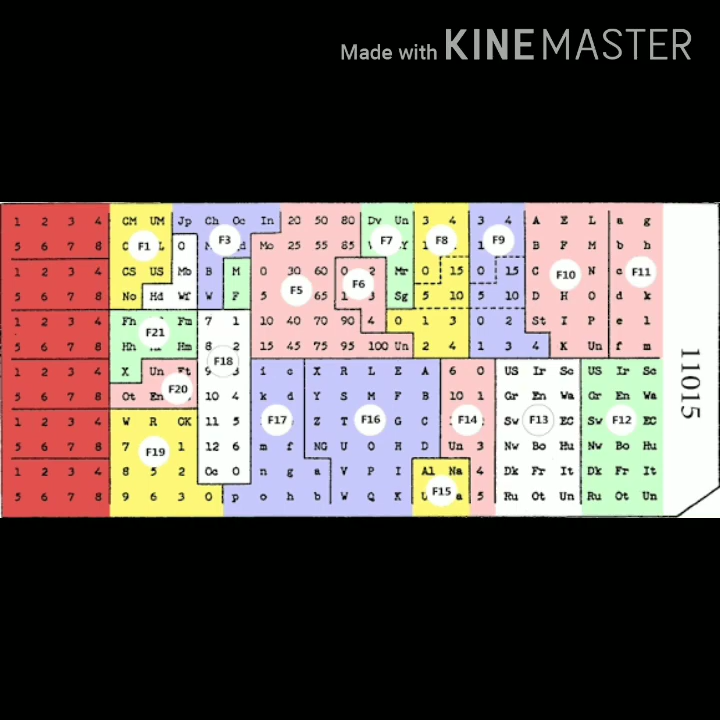 Made with KINEMASTER
1 2 3 4 CM UM Jp Ch Oc In 20 50 80 Dv Un 3 4 3 4 A E L a g
5 6 7 8 F1 L O F3 Mo 25 55 85 F7 Y F8 F9 B F M b h
1 2 3 4 CS US Mb B M 0 30 60 0 2 Mr 0 15 0 15 C F10 N c F11
5 6 7 8 No Hd Wf W F 5 F5 65 1 F6 3 Sg 5 10 5 10 D H O d k
1 2 3 4 Fh F21 Fm 7 1 10 40 70 90 4 0 1 3 0 2 St I P e l
5 6 7 8 Hh Hm 8 2 15 45 75 95 100 Un 2 4 1 3 4 K Un f m
1 2 3 4 X Un Ft 9 F18 3 i c X R L E A 6 0 US Ir Sc US Ir Sc
5 6 7 8 Ot En F20 10 4 k d Y S M F B 10 1 Gr En Wa Gr En Wa
1 2 3 4 W R CK 11 5 F17 Z T F16 G C F14 Sw F13 EC Sw F12 EC
5 6 7 8 7 F19 1 12 6 m f NG U O H D Un 3 Nw Bo Hu Nw Bo Hu
1 2 3 4 8 5 2 Oc O n g a V P I Al Na 4 Dk Fr It Dk Fr It
5 6 7 8 9 6 3 0 p o h b W Q K F15 a 5 Ru Ot Un Ru Ot Un
11015